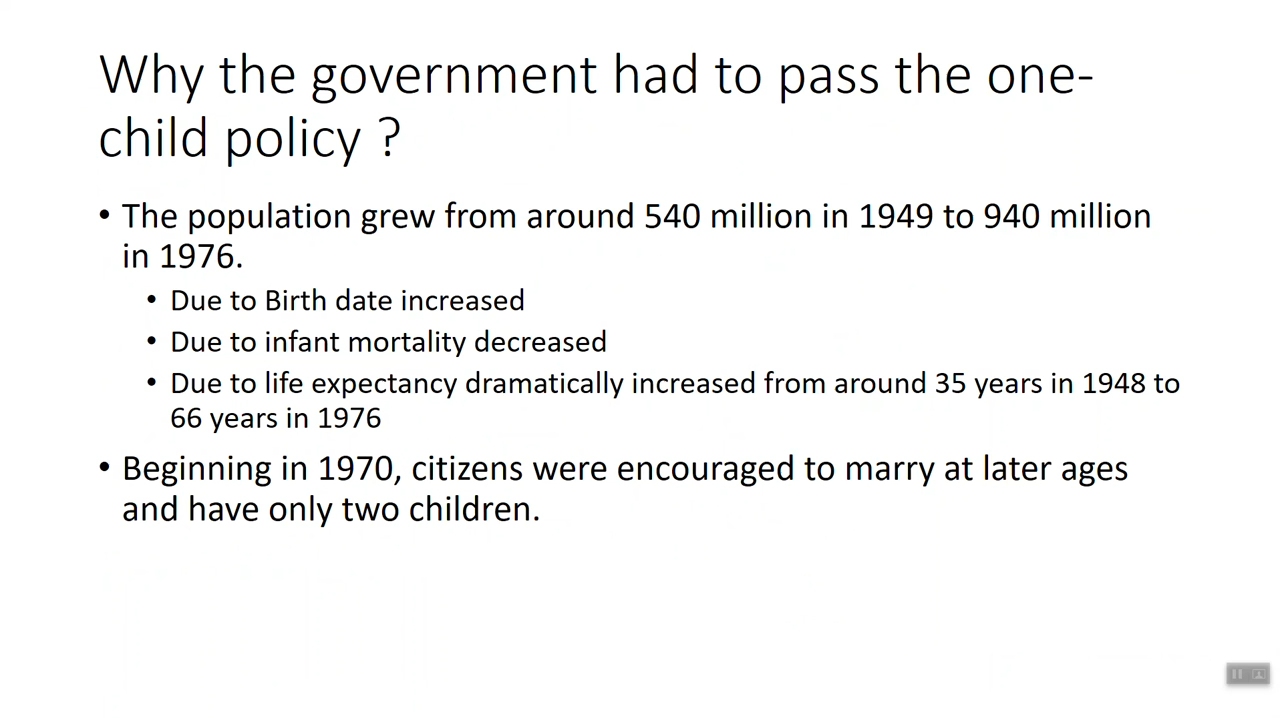 Why the government had to pass the one-
child policy ?
• The population grew from around 540 million in 1949 to 940 million
in 1976.
• Due to Birth date increased
• Due to infant mortality decreased
• Due to life expectancy dramatically increased from around 35 years in 1948 to
66 years in 1976
• Beginning in 1970, citizens were encouraged to marry at later ages
and have only two children.